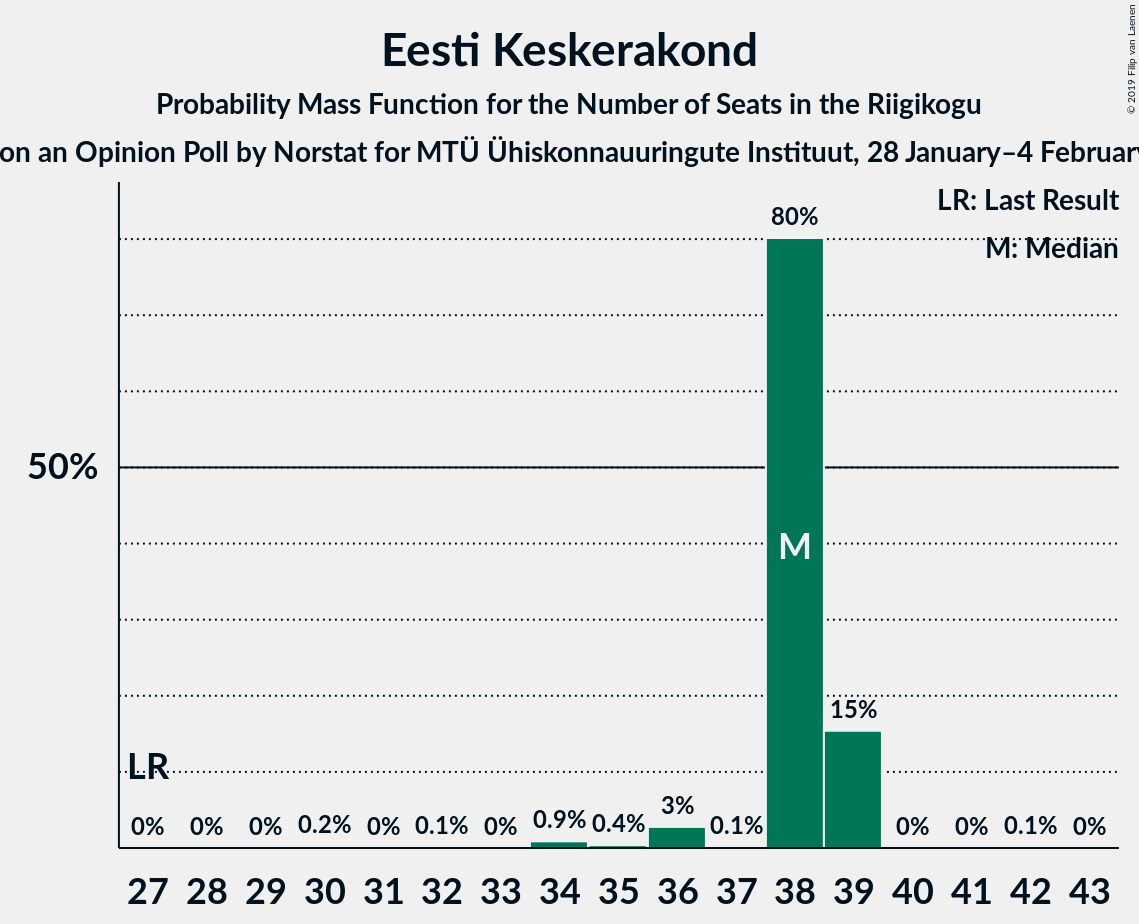 Eesti Keskerakond
Probability Mass Function for the Number of Seats in the Riigikogu
on an Opinion Poll by Norstat for MTÜ Ühiskonnauuringute Instituut, 28 January–4 February
© 2019 Filip van Laenen
LR: Last Result
M: Median
80%
50%
M
15%
LR
0% 0% 0% 0.2% 0% 0.1% 0% 0.9% 0.4% 3% 0.1% 0% 0% 0.1% 0%
27 28 29 30 31 32 33 34 35 36 37 38 39 40 41 42 43